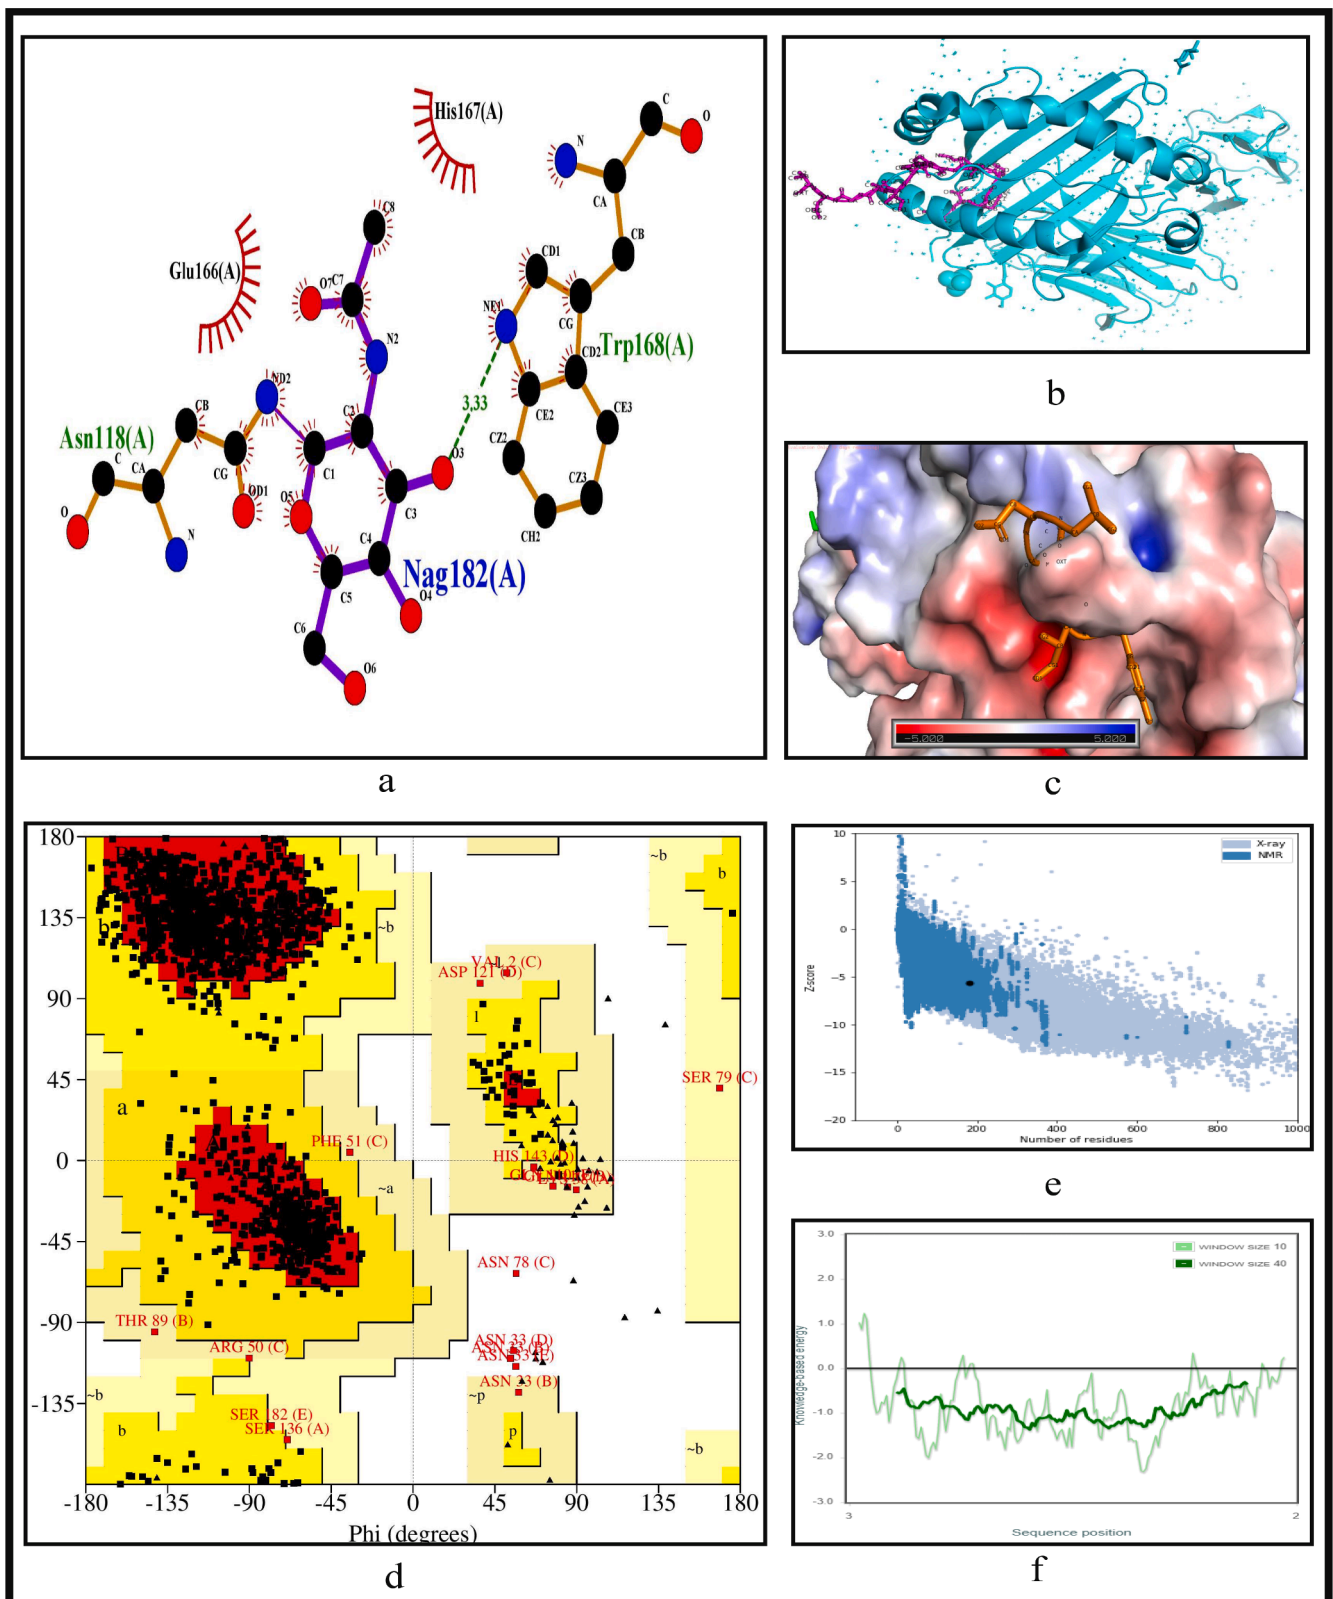 His167(A)
C
O
N
CA
C8
CB
CD1
Glu166(A)
O7
C7
NE1
CG
N2
CD2
Trp168(A)
ND2
CE2
CE3
3,33
CB
C2
Asn118(A)
CZ2
C
CA
CG
C1
O3
O5
OD1
CZ3
C3
O
N
C4
CH2
Nag182(A)
C5
O4
C6
O6
a
b
OXT
-5.000
5.000
c
180
135
90
45
0
-45
-90
-135
-180
-135
-90
-45
0
45
90
135
180
Phi (degrees)
b
~b
~b
b
VAL 2 (C)
ASP 121 (D)
l
SER 79 (C)
a
PHE 51 (C)
HIS 143 (D)
~a
ASN 78 (C)
THR 89 (B)
ARG 50 (C)
ASN 33 (D)
ASN 33 (B)
~b
~p
SER 182 (E)
SER 136 (A)
b
p
~b
d
X-ray
NMR
10
5
0
−5
−10
−15
−20
Z-score
0
200
400
600
800
1000
Number of residues
e
WINDOW SIZE 10
WINDOW SIZE 40
3.0
2.0
1.0
0.0
-1.0
-2.0
-3.0
Knowledge-based energy
3
2
Sequence position
f